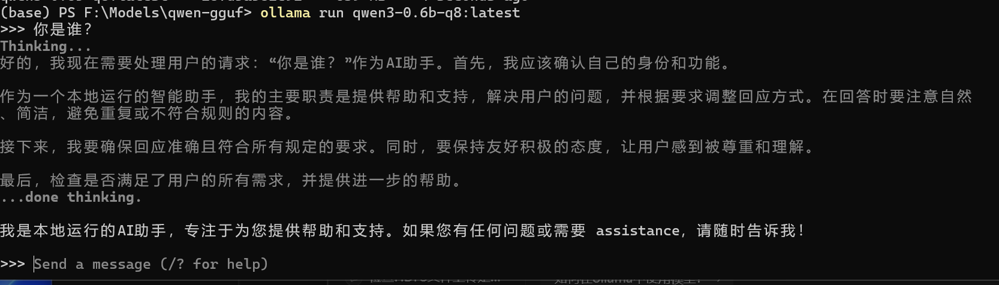 (base) PS F:\Models\qwen-gguf> ollama run qwen3-0.6b-q8:latest
>>> 你是谁?
Thinking...
好的，我现在需要处理用户的请求：“你是谁？”作为AI助手。首先，我应该确认自己的身份和功能。
作为一个本地运行的智能助手，我的主要职责是提供帮助和支持，解决用户的问题，并根据要求调整回应方式。在回答时要注意自然
、简洁，避免重复或不符合规则的内容。
接下来，我要确保回应准确且符合所有规定的要求。同时，要保持友好积极的态度，让用户感到被尊重和理解。
最后，检查是否满足了用户的所有需求，并提供进一步的帮助。
...done thinking.
我是本地运行的AI助手，专注于为您提供帮助和支持。如果您有任何问题或需要 assistance，请随时告诉我！
>>> Send a message (/? for help)